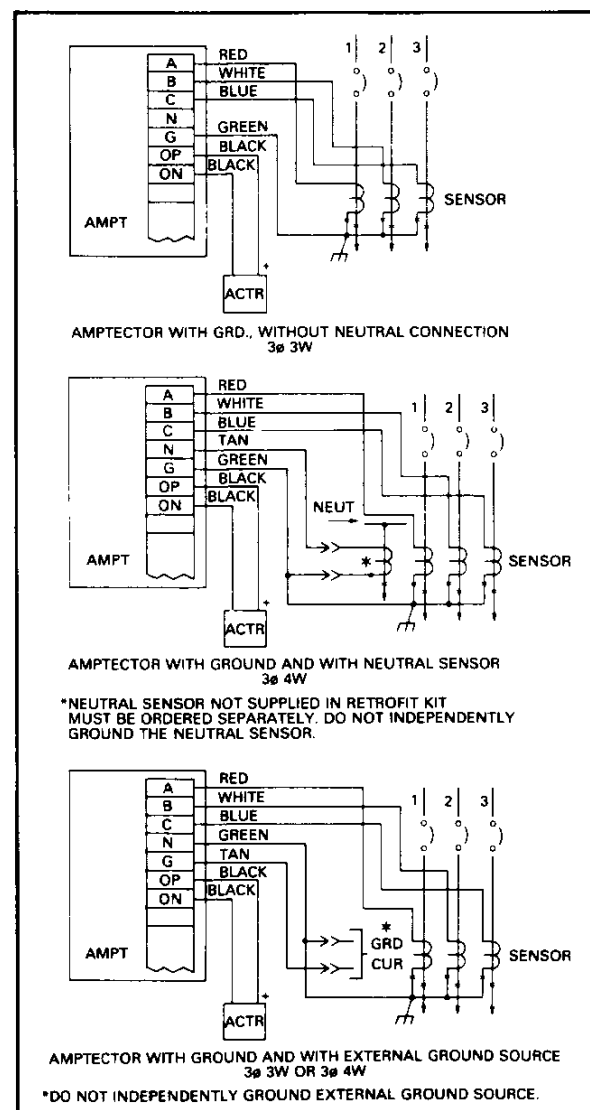 1 2 3
A RED
B WHITE
C BLUE
N
G GREEN
OP BLACK
ON BLACK
SENSOR
AMPT
+
ACTR
AMPTECTOR WITH GRD., WITHOUT NEUTRAL CONNECTION
3ø 3W
A RED
B WHITE
C BLUE
N TAN
G GREEN
OP BLACK
ON BLACK
1 2 3
NEUT
AMPT
*
SENSOR
+
ACTR
AMPTECTOR WITH GROUND AND WITH NEUTRAL SENSOR
3ø 4W
*NEUTRAL SENSOR NOT SUPPLIED IN RETROFIT KIT
MUST BE ORDERED SEPARATELY. DO NOT INDEPENDENTLY
GROUND THE NEUTRAL SENSOR.
A RED
B WHITE
C BLUE
N GREEN
G TAN
OP BLACK
ON BLACK
1 2 3
*
GRD
CUR
AMPT
SENSOR
+
ACTR
AMPTECTOR WITH GROUND AND WITH EXTERNAL GROUND SOURCE
3ø 3W OR 3ø 4W
*DO NOT INDEPENDENTLY GROUND EXTERNAL GROUND SOURCE.